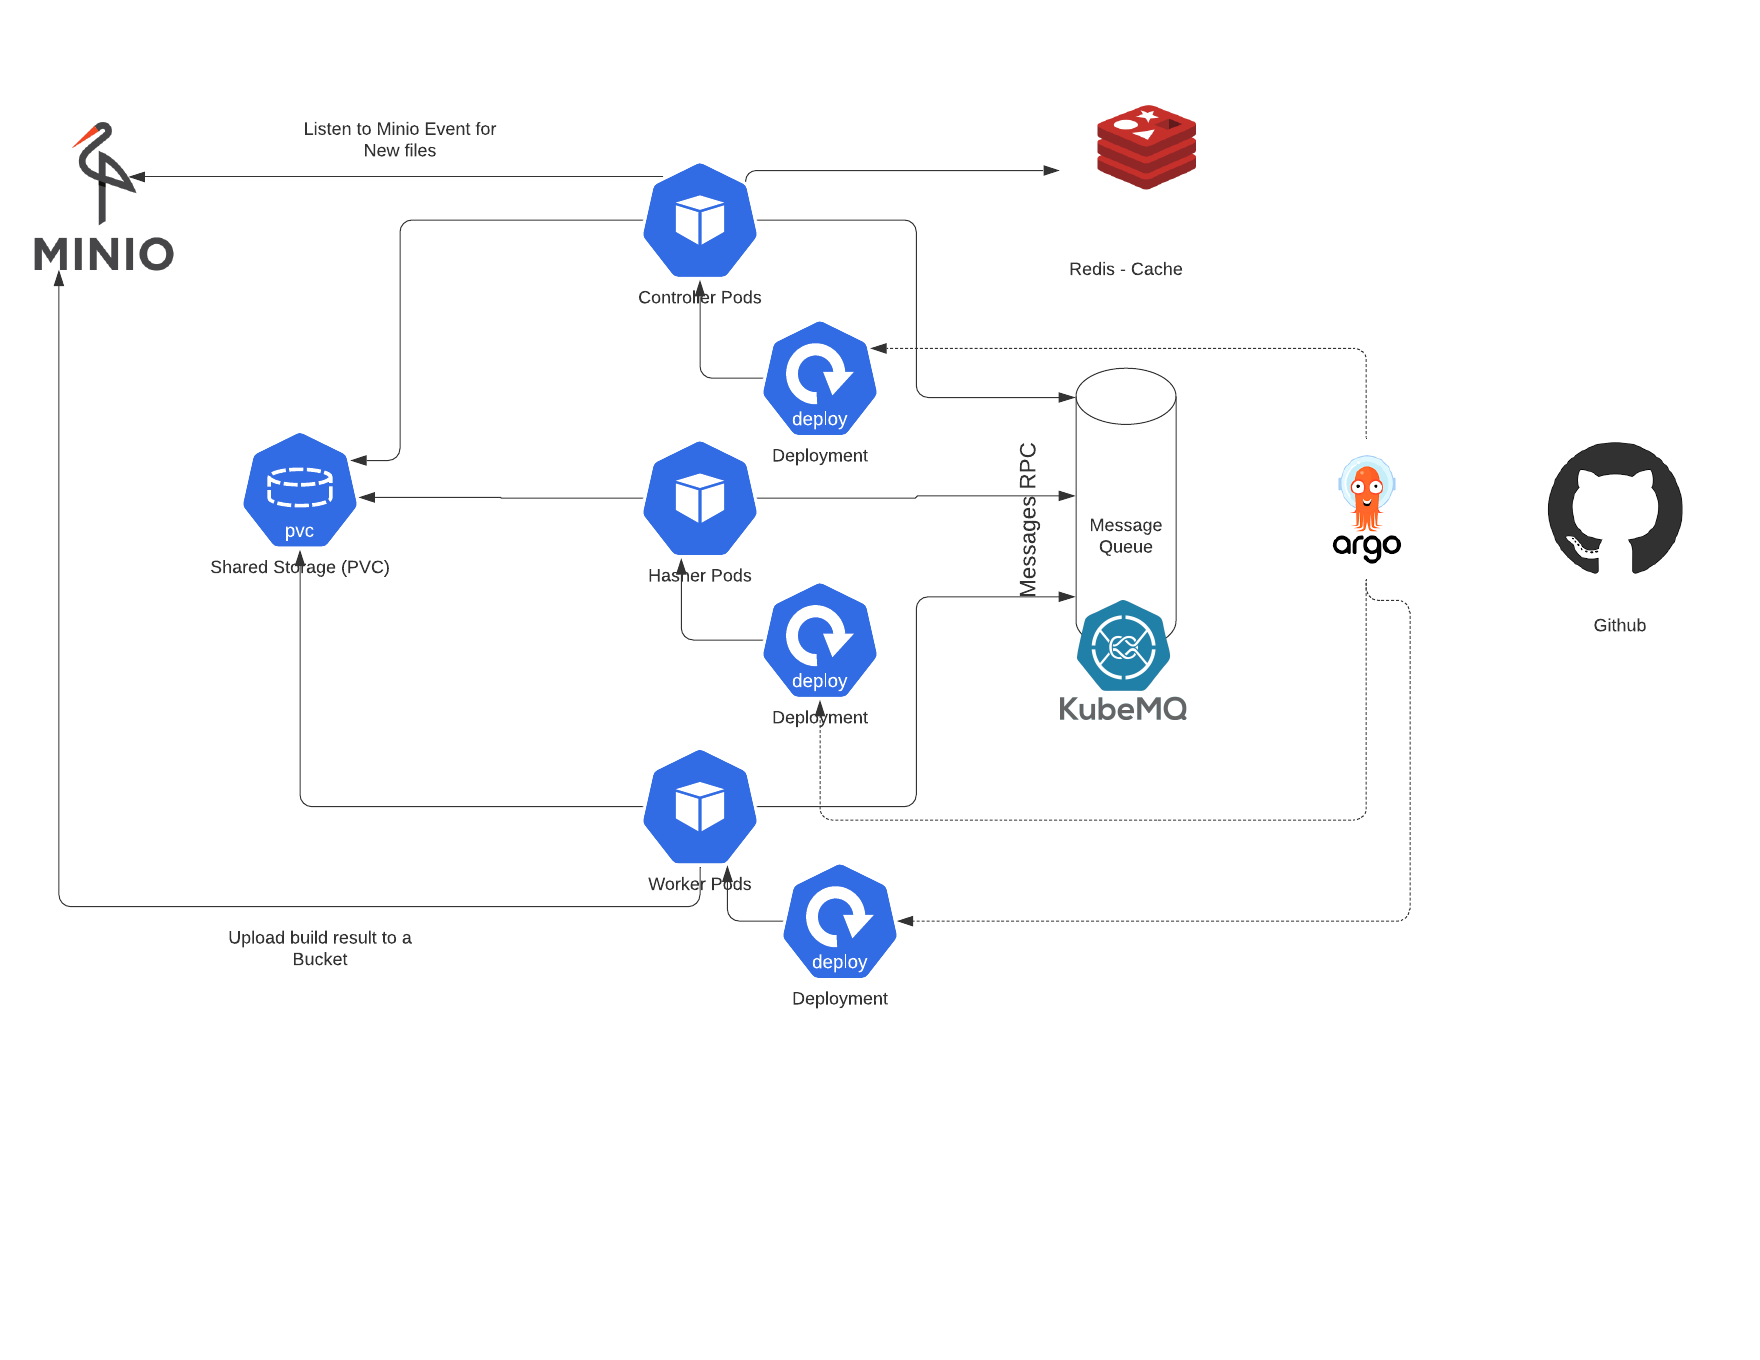 Listen to Minio Event for
New files
MINIO
Redis - Cache
Controller Pods
deploy
Deployment
Messages RPC
Message
Queue
argo
pvc
Shared Storage (PVC)
Hasher Pods
Github
deploy
Deployment
KubeMQ
Worker Pods
Upload build result to a
Bucket
deploy
Deployment